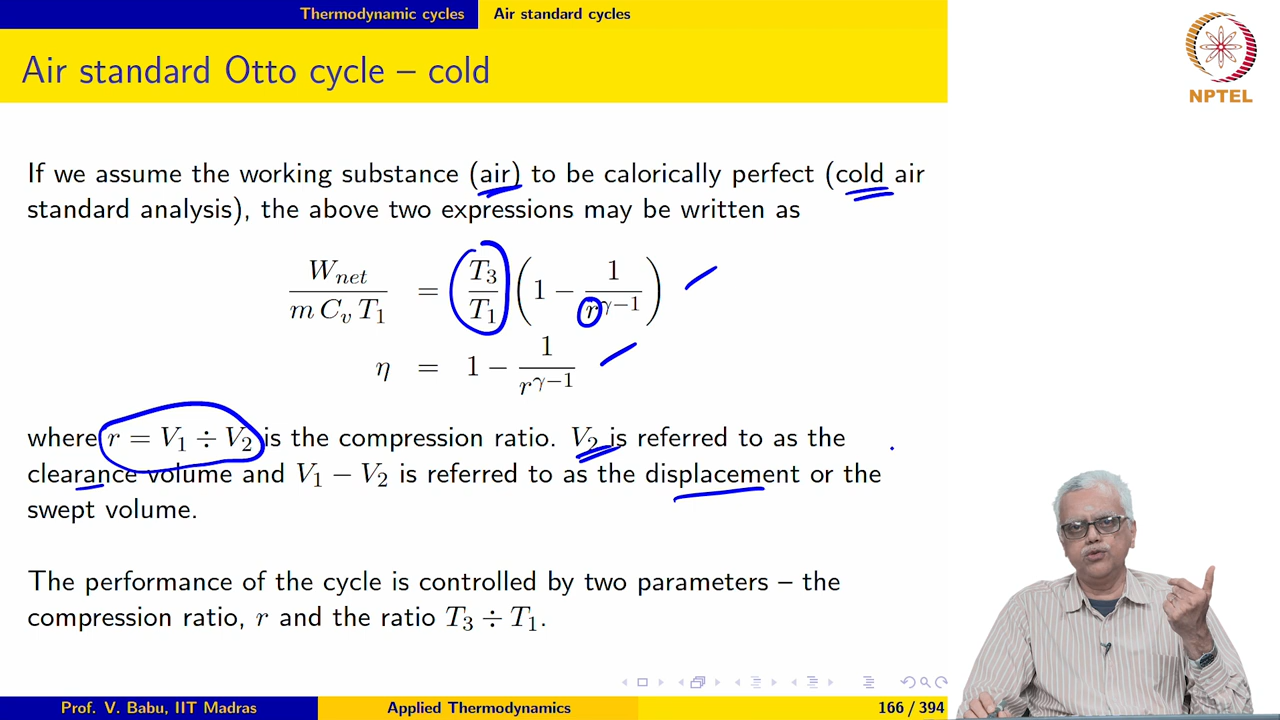 Thermodynamic cycles Air standard cycles
Air standard Otto cycle – cold
NPTEL
If we assume the working substance (air) to be calorically perfect (cold air
standard analysis), the above two expressions may be written as
W_net / (m C_v T_1) = T_3 / T_1 (1 − 1 / r^(γ−1))
η = 1 − 1 / r^(γ−1)
where r = V_1 ÷ V_2 is the compression ratio. V_2 is referred to as the
clearance volume and V_1 − V_2 is referred to as the displacement or the
swept volume.
The performance of the cycle is controlled by two parameters – the
compression ratio, r and the ratio T_3 ÷ T_1.
Prof. V. Babu, IIT Madras Applied Thermodynamics 166 / 394